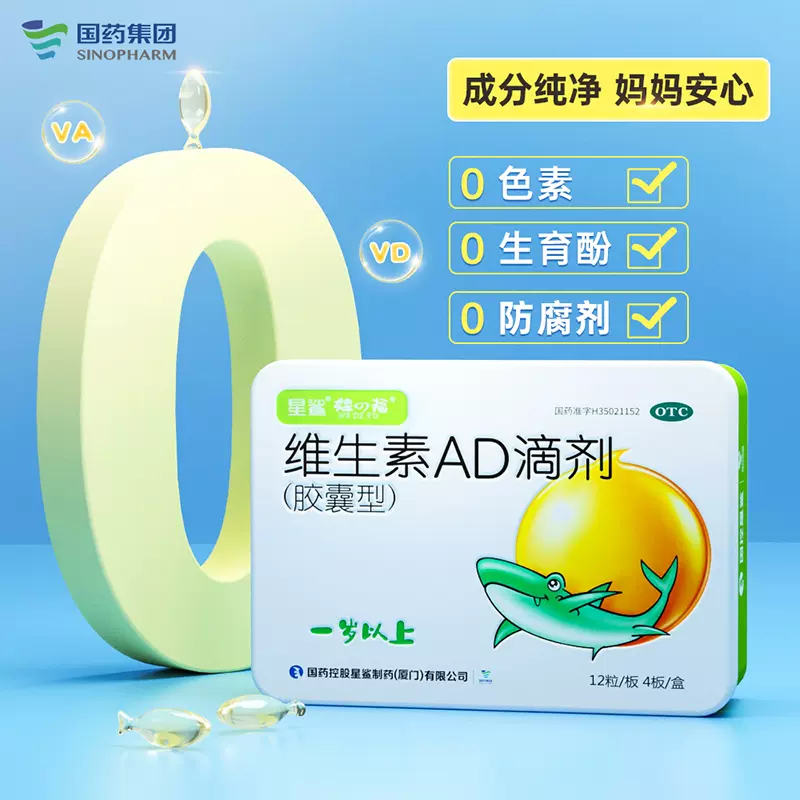 国药集团
SINOPHARM
VA
VD
成分纯净 妈妈安心
0 色素
0 生育酚
0 防腐剂
星鲨®
国药准字H35021152 OTC
维生素AD滴剂
(胶囊型)
一岁以上
国药控股星鲨制药(厦门)有限公司
12粒/板 4板/盒